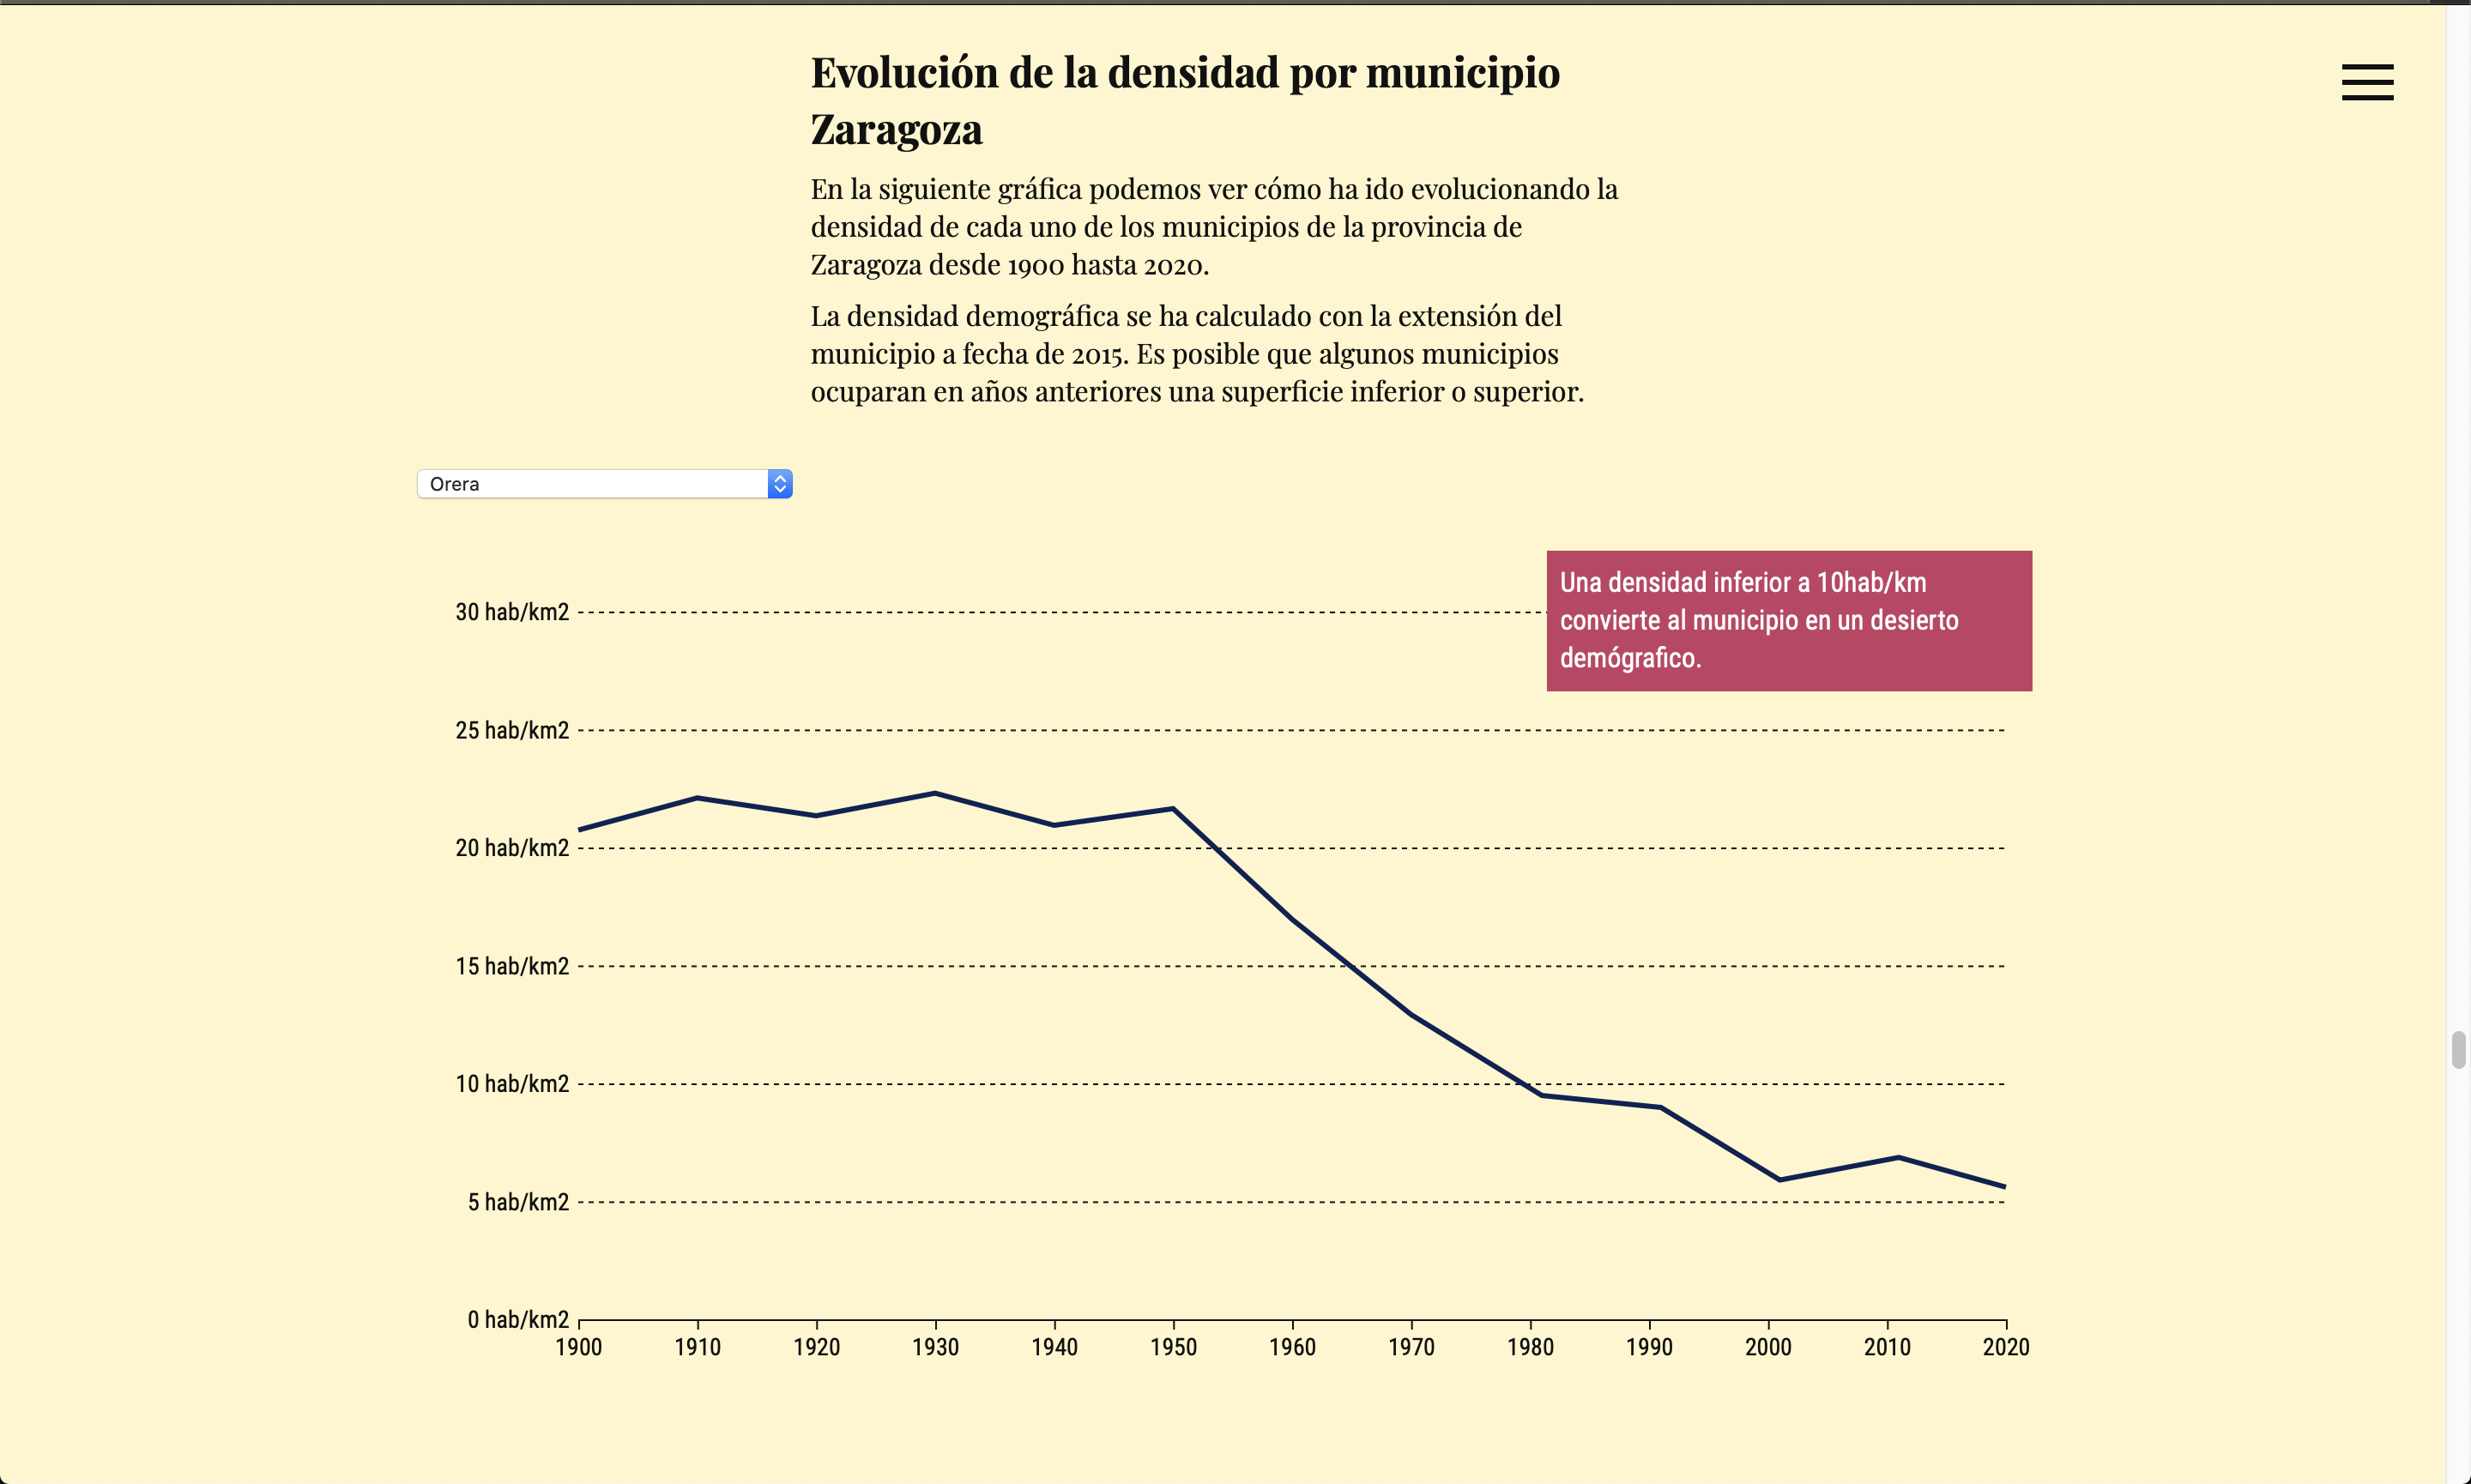 Evolución de la densidad por municipio
Zaragoza
En la siguiente gráfica podemos ver cómo ha ido evolucionando la
densidad de cada uno de los municipios de la provincia de
Zaragoza desde 1900 hasta 2020.
La densidad demográfica se ha calculado con la extensión del
municipio a fecha de 2015. Es posible que algunos municipios
ocuparan en años anteriores una superficie inferior o superior.
Orera
Una densidad inferior a 10hab/km
convierte al municipio en un desierto
demógrafico.
30 hab/km2
25 hab/km2
20 hab/km2
15 hab/km2
10 hab/km2
5 hab/km2
0 hab/km2
1900 1910 1920 1930 1940 1950 1960 1970 1980 1990 2000 2010 2020